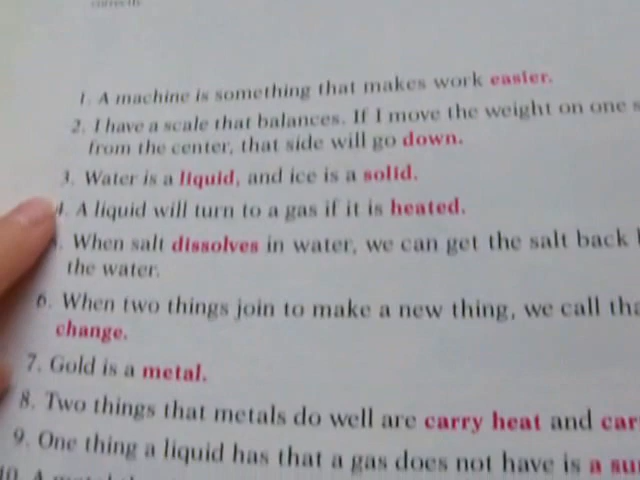 correctly
1. A machine is something that makes work easier.
2. I have a scale that balances. If I move the weight on one
from the center, that side will go down.
3. Water is a liquid, and ice is a solid.
4. A liquid will turn to a gas if it is heated.
When salt dissolves in water, we can get the salt back
the water.
6. When two things join to make a new thing, we call
change.
7. Gold is a metal.
8. Two things that metals do well are carry heat and car
9. One thing a liquid has that a gas does not have is a su
10. A